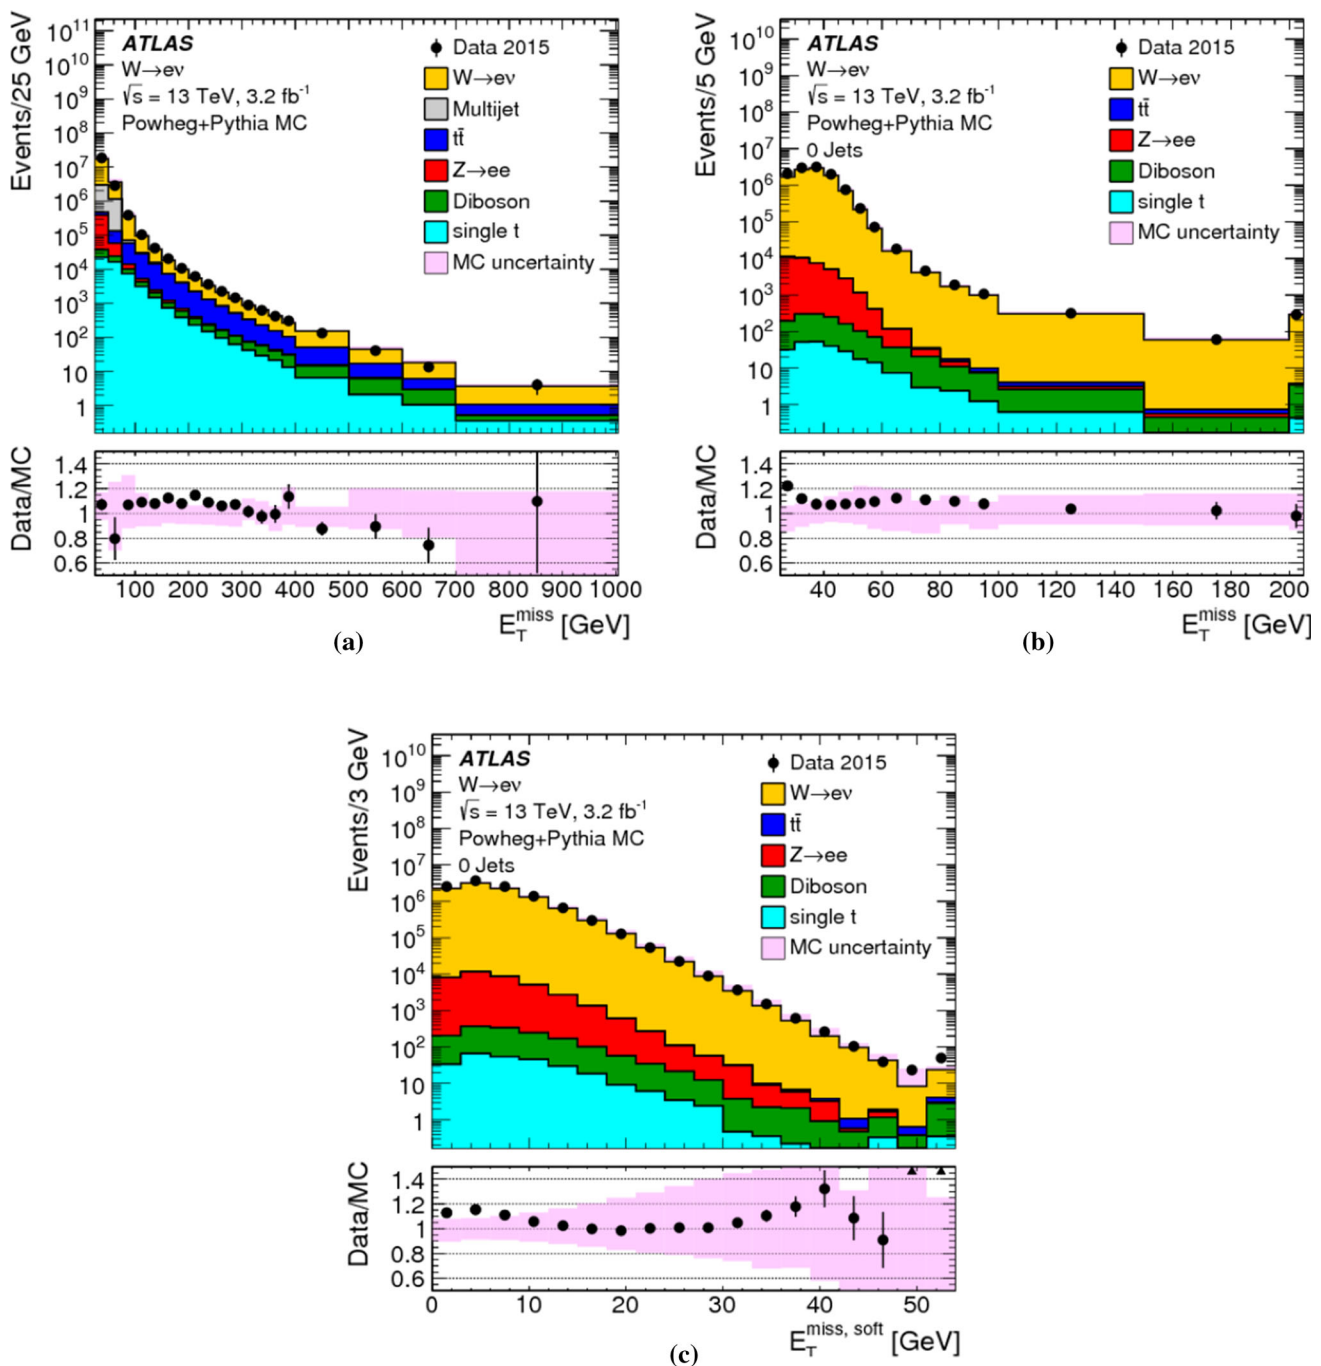 Events/25 GeV
10¹¹
10¹⁰
10⁹
10⁸
10⁷
10⁶
10⁵
10⁴
10³
10²
10
1
ATLAS
W→eν
√s = 13 TeV, 3.2 fb⁻¹
Powheg+Pythia MC
Data 2015
W→eν
Multijet
tt̄
Z→ee
Diboson
single t
MC uncertainty
Data/MC
1.4
1.2
1
0.8
0.6
100 200 300 400 500 600 700 800 900 1000
E_T^miss [GeV]
(a)
Events/5 GeV
10¹⁰
10⁹
10⁸
10⁷
10⁶
10⁵
10⁴
10³
10²
10
1
ATLAS
W→eν
√s = 13 TeV, 3.2 fb⁻¹
Powheg+Pythia MC
0 Jets
Data 2015
W→eν
tt̄
Z→ee
Diboson
single t
MC uncertainty
Data/MC
1.4
1.2
1
0.8
0.6
40 60 80 100 120 140 160 180 200
E_T^miss [GeV]
(b)
Events/3 GeV
10¹⁰
10⁹
10⁸
10⁷
10⁶
10⁵
10⁴
10³
10²
10
1
ATLAS
W→eν
√s = 13 TeV, 3.2 fb⁻¹
Powheg+Pythia MC
0 Jets
Data 2015
W→eν
tt̄
Z→ee
Diboson
single t
MC uncertainty
Data/MC
1.4
1.2
1
0.8
0.6
0 10 20 30 40 50
E_T^miss, soft [GeV]
(c)